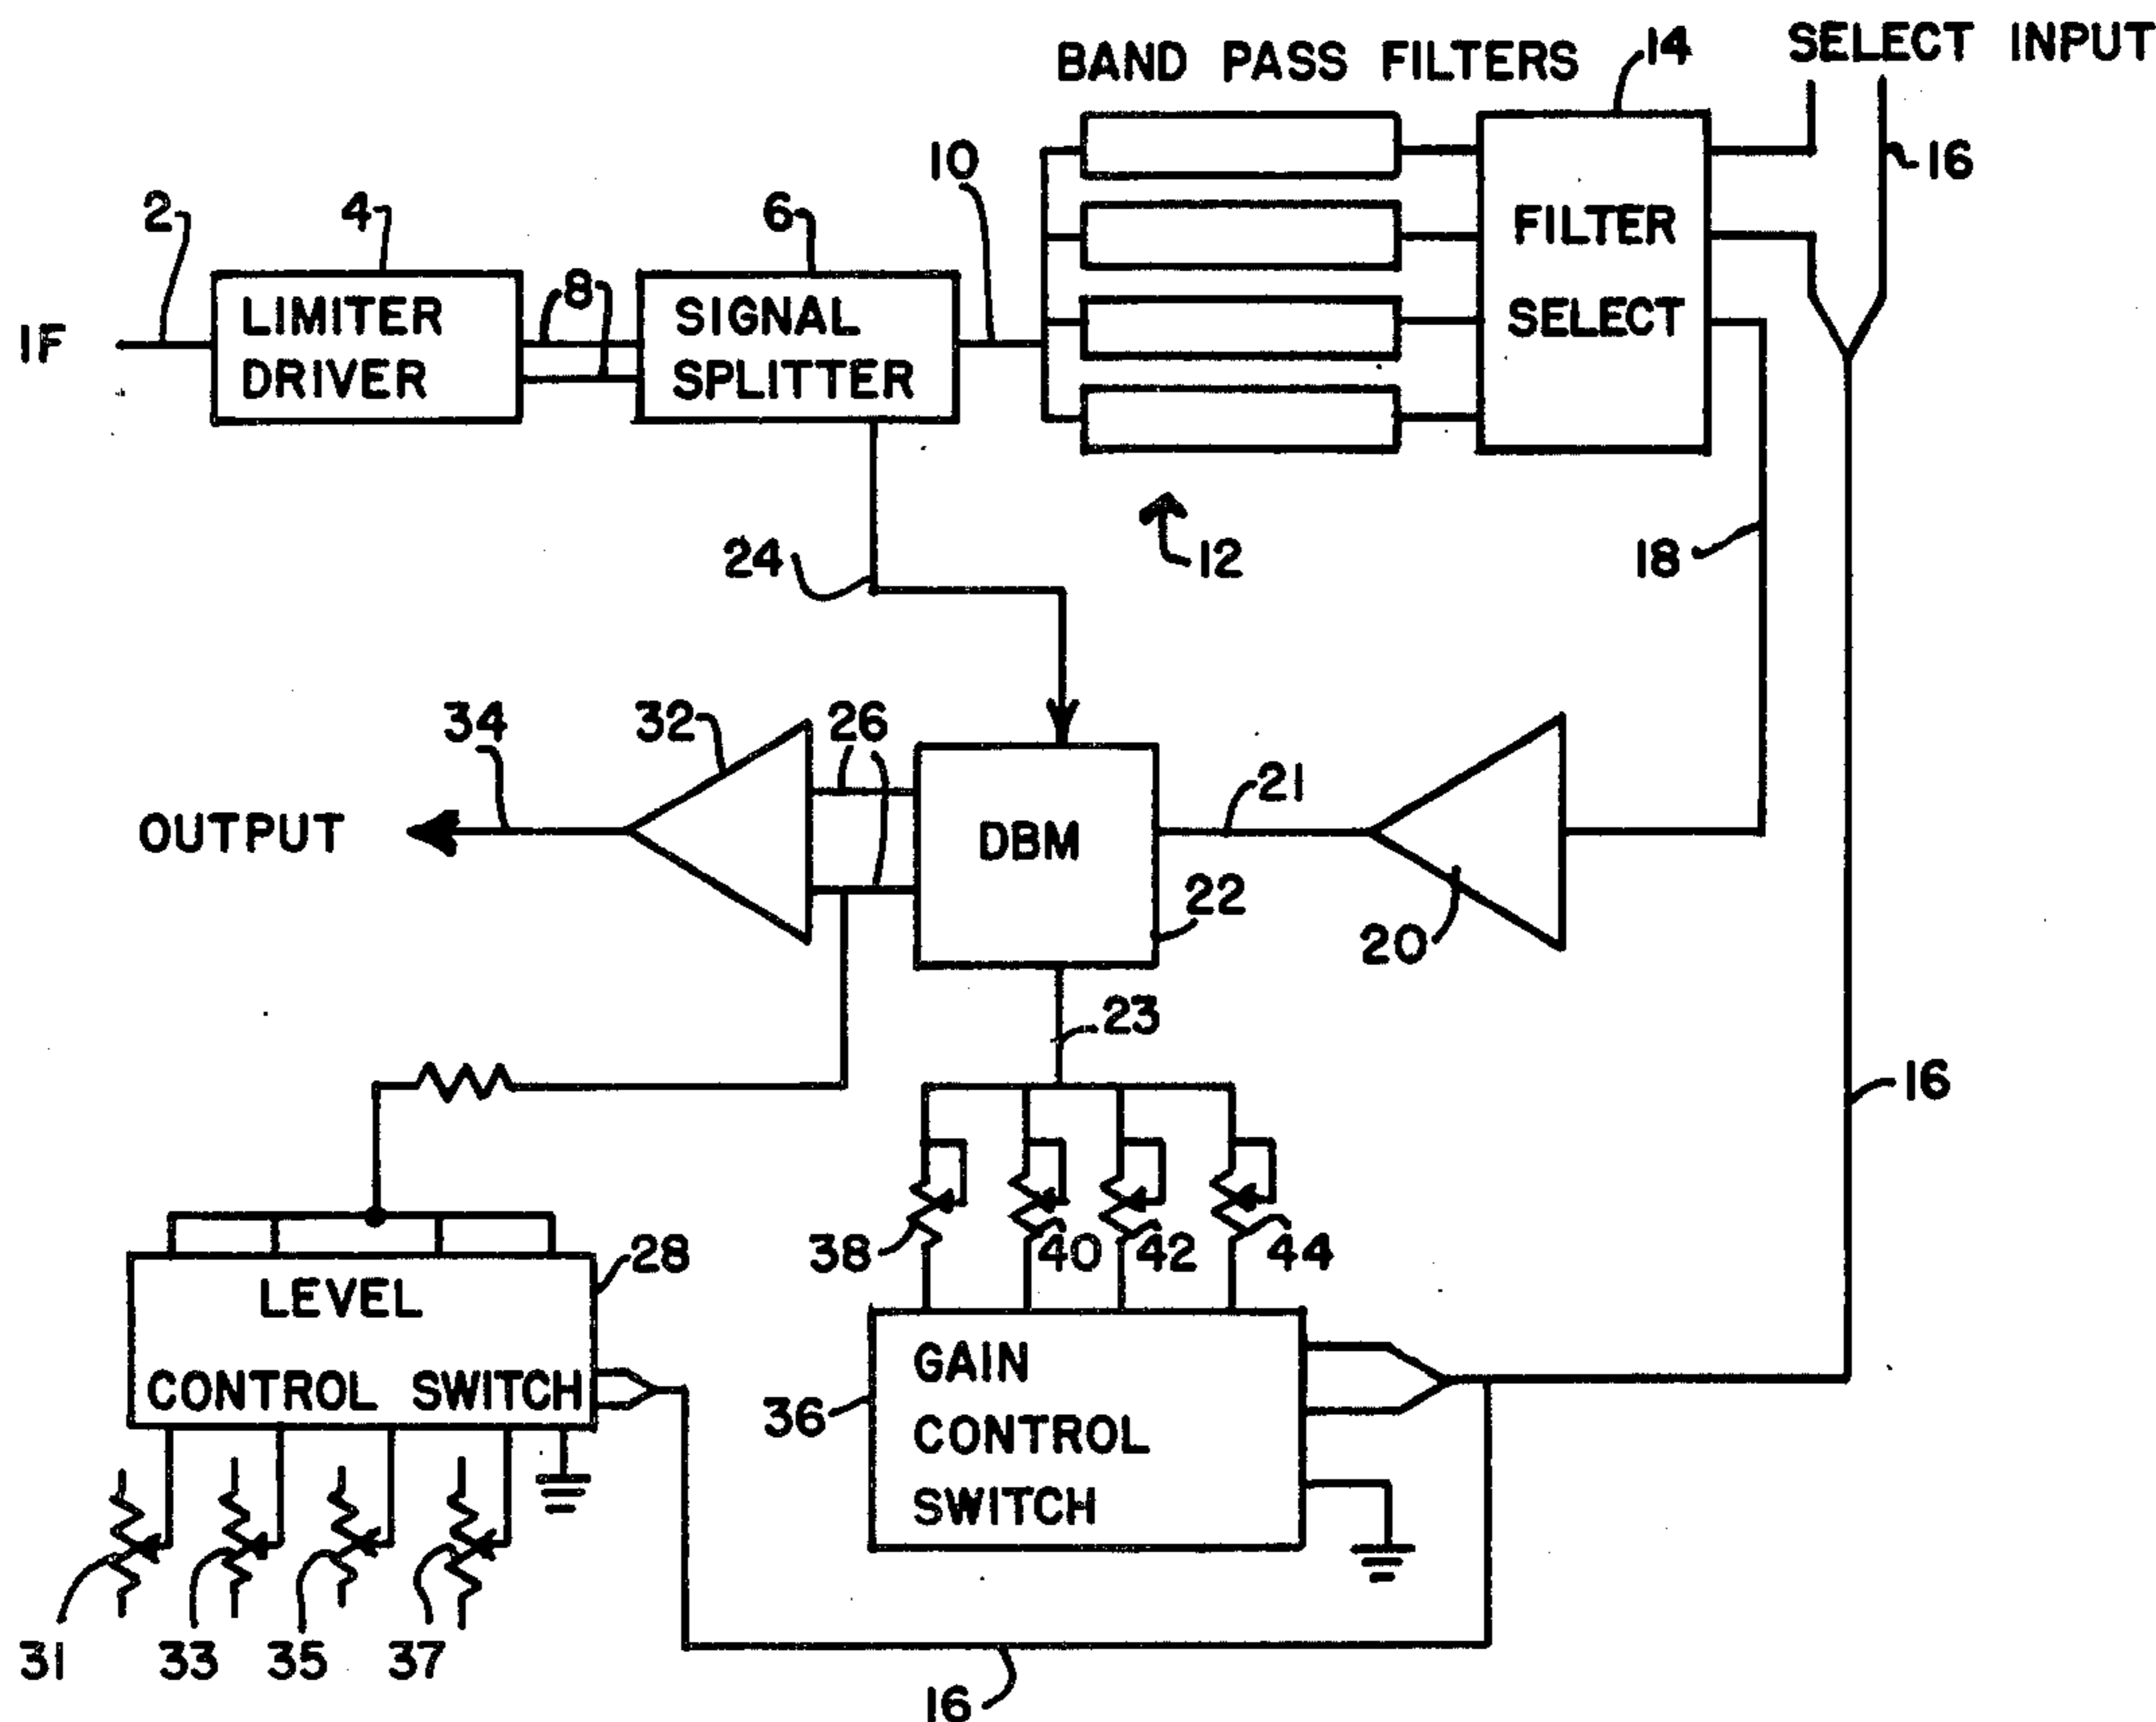 BAND PASS FILTERS
14
SELECT INPUT
10
16
2
4
6
8
IF
LIMITER
DRIVER
SIGNAL
SPLITTER
FILTER
SELECT
24
12
18
34
32
26
21
OUTPUT
DBM
22
20
23
16
38
40
42
44
28
LEVEL
CONTROL SWITCH
36
GAIN
CONTROL
SWITCH
31
33
35
37
16